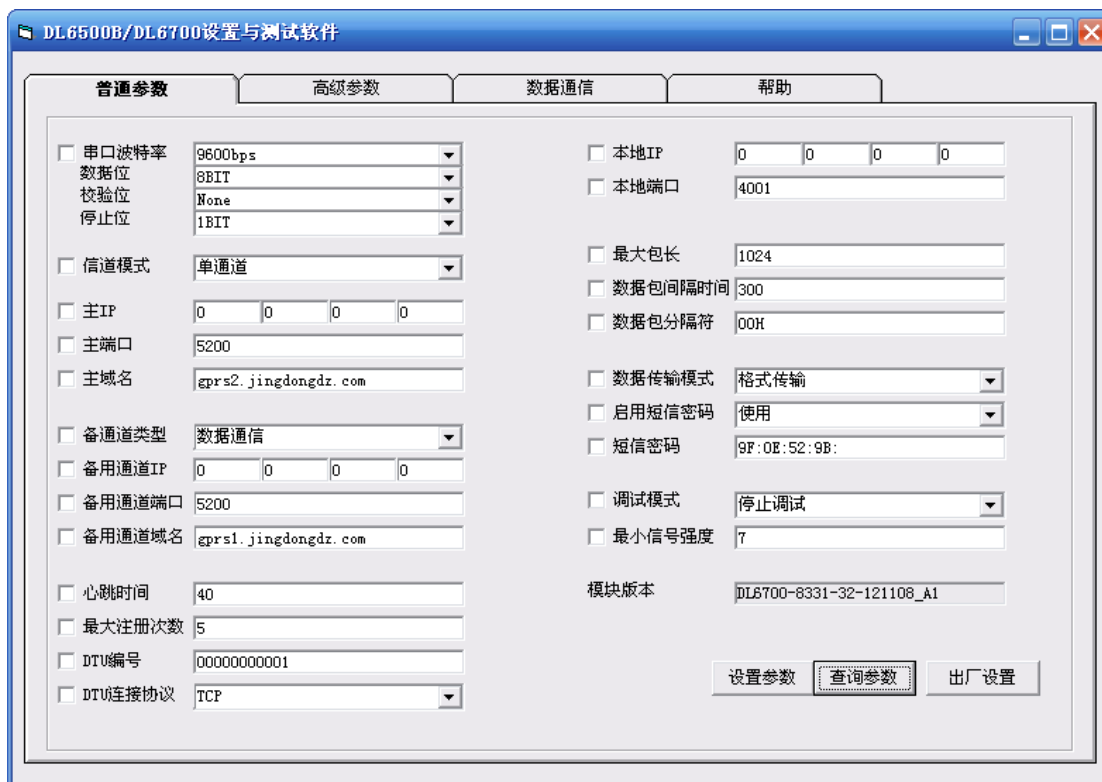 DL6500B/DL6700设置与测试软件
普通参数 高级参数 数据通信 帮助
串口波特率 9600bps
数据位 8BIT
校验位 None
停止位 1BIT
信道模式 单通道
主IP 0 0 0 0
主端口 5200
主域名 gprs2.jingdongdz.com
备通道类型 数据通信
备用通道IP 0 0 0 0
备用通道端口 5200
备用通道域名 gprs1.jingdongdz.com
心跳时间 40
最大注册次数 5
DTU编号 00000000001
DTU连接协议 TCP
本地IP 0 0 0 0
本地端口 4001
最大包长 1024
数据包间隔时间 300
数据包分隔符 00H
数据传输模式 格式传输
启用短信密码 使用
短信密码 9F:0E:52:9B:
调试模式 停止调试
最小信号强度 7
模块版本 DL6700-8331-32-121108_A1
设置参数 查询参数 出厂设置